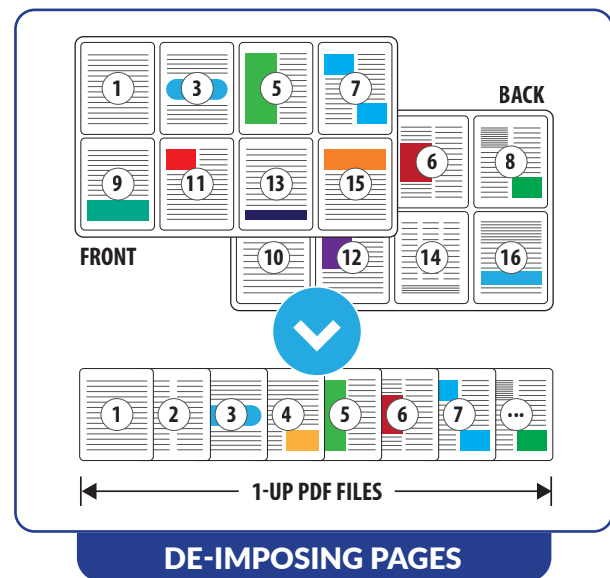 1 3 5 7
BACK
6 8
9 11 13 15
FRONT
10 12 14 16
1 2 3 4 5 6 7 ...
1-UP PDF FILES
DE-IMPOSING PAGES